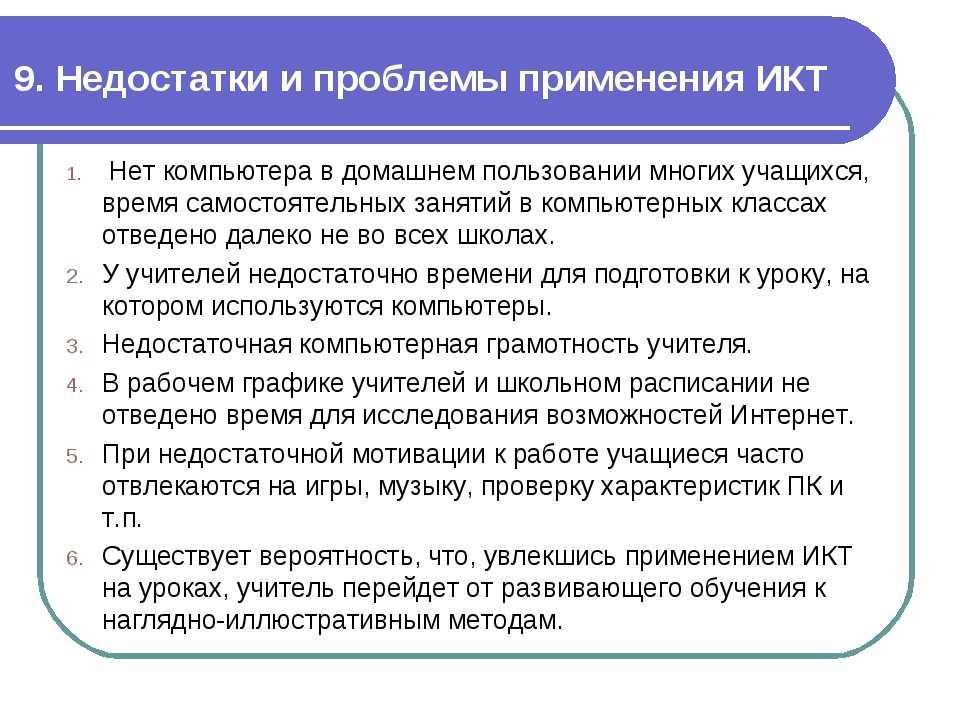 9. Недостатки и проблемы применения ИКТ
1. Нет компьютера в домашнем пользовании многих учащихся,
время самостоятельных занятий в компьютерных классах
отведено далеко не во всех школах.
2. У учителей недостаточно времени для подготовки к уроку, на
котором используются компьютеры.
3. Недостаточная компьютерная грамотность учителя.
4. В рабочем графике учителей и школьном расписании не
отведено время для исследования возможностей Интернет.
5. При недостаточной мотивации к работе учащиеся часто
отвлекаются на игры, музыку, проверку характеристик ПК и
т.п.
6. Существует вероятность, что, увлекшись применением ИКТ
на уроках, учитель перейдет от развивающего обучения к
наглядно-иллюстративным методам.